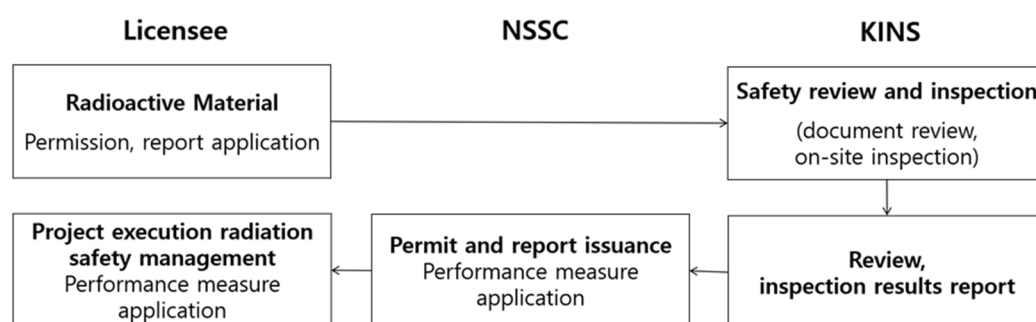 Licensee
NSSC
KINS
Radioactive Material
Permission, report application
Safety review and inspection
(document review,
on-site inspection)
Project execution radiation
safety management
Performance measure
application
Permit and report issuance
Performance measure
application
Review,
inspection results report